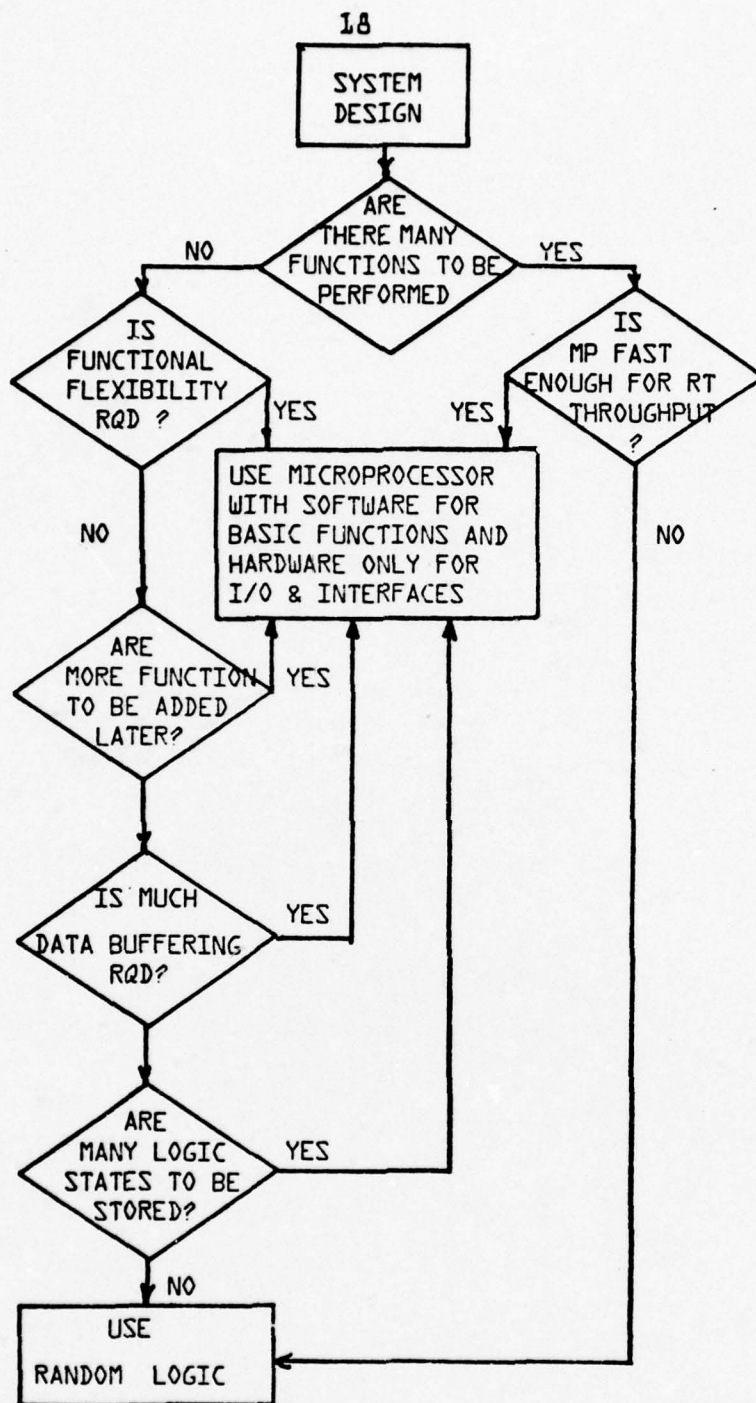 18
SYSTEM
DESIGN
ARE
THERE MANY
FUNCTIONS TO BE
PERFORMED
NO
YES
IS
FUNCTIONAL
FLEXIBILITY
RQD ?
YES
IS
MP FAST
ENOUGH FOR RT
THROUGHPUT
?
YES
USE MICROPROCESSOR
WITH SOFTWARE FOR
BASIC FUNCTIONS AND
HARDWARE ONLY FOR
I/O & INTERFACES
NO
NO
ARE
MORE FUNCTION
TO BE ADDED
LATER?
YES
IS MUCH
DATA BUFFERING
RQD?
YES
ARE
MANY LOGIC
STATES TO BE
STORED?
YES
NO
USE
RANDOM LOGIC